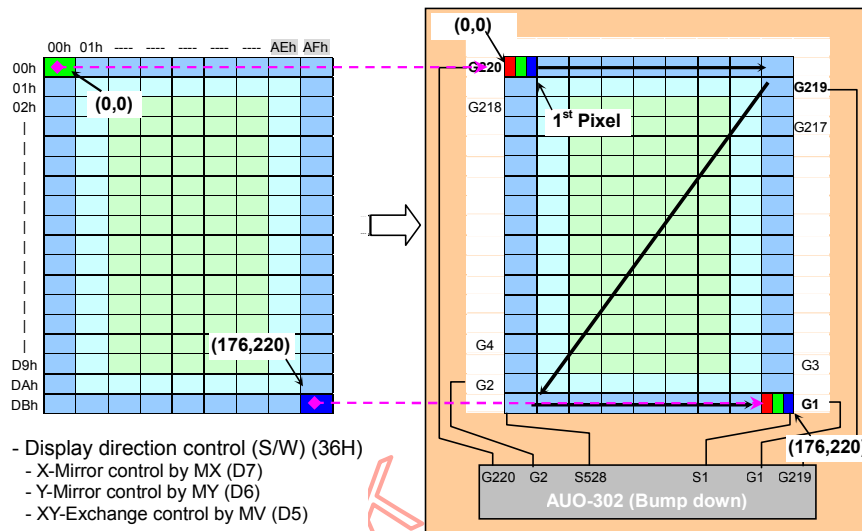 00h 01h ---- ---- ---- ---- ---- AEh AFh
00h
01h
02h
D9h
DAh
DBh
(0,0)
(176,220)
(0,0)
G220
1st Pixel
G219
G218
G217
G4
G3
G2
G1
(176,220)
G220 G2 S528 S1 G1 G219
AUO-302 (Bump down)
- Display direction control (S/W) (36H)
- X-Mirror control by MX (D7)
- Y-Mirror control by MY (D6)
- XY-Exchange control by MV (D5)